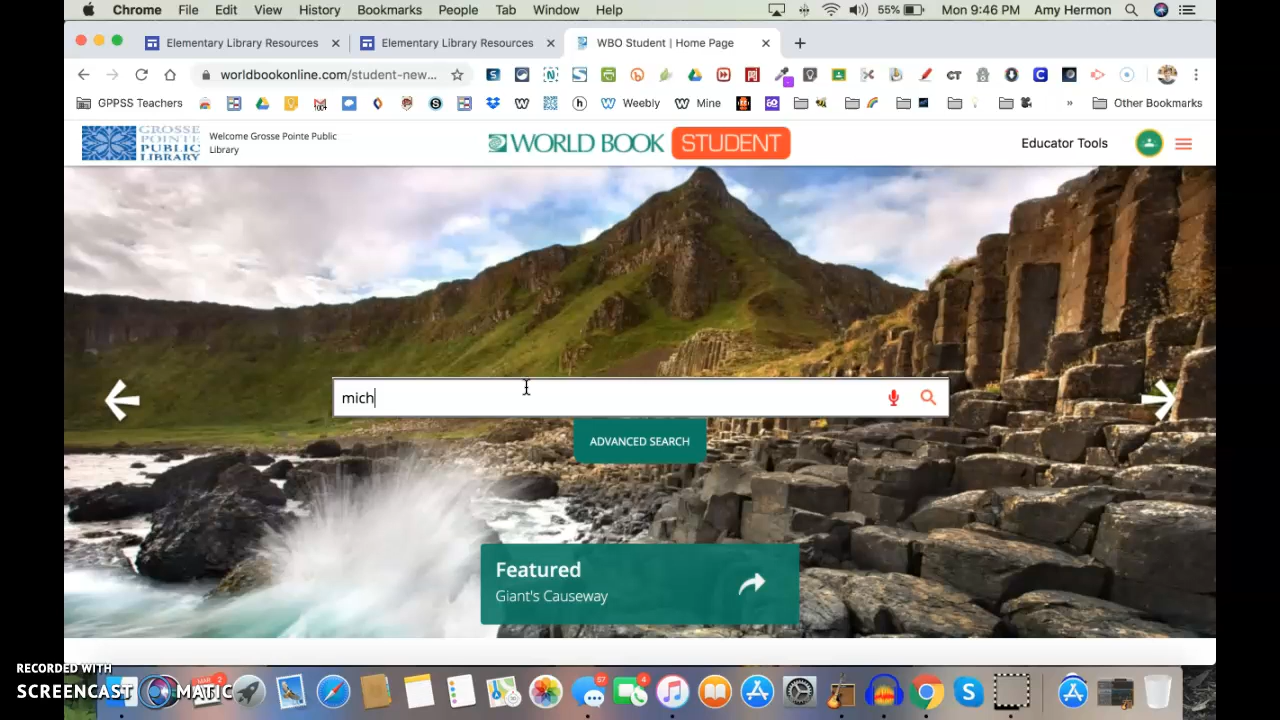 Chrome File Edit View History Bookmarks People Tab Window Help 55% Mon 9:46 PM Amy Hermon
Elementary Library Resources × Elementary Library Resources × WBO Student | Home Page × +
worldbookonline.com/student-new...
GPPSS Teachers Weebly Mine » Other Bookmarks
GROSSE
POINTE
PUBLIC
LIBRARY
Welcome Grosse Pointe Public
Library
WORLD BOOK STUDENT
Educator Tools
mich
ADVANCED SEARCH
Featured
Giant's Causeway
RECORDED WITH
SCREENCAST MATIC
57
4